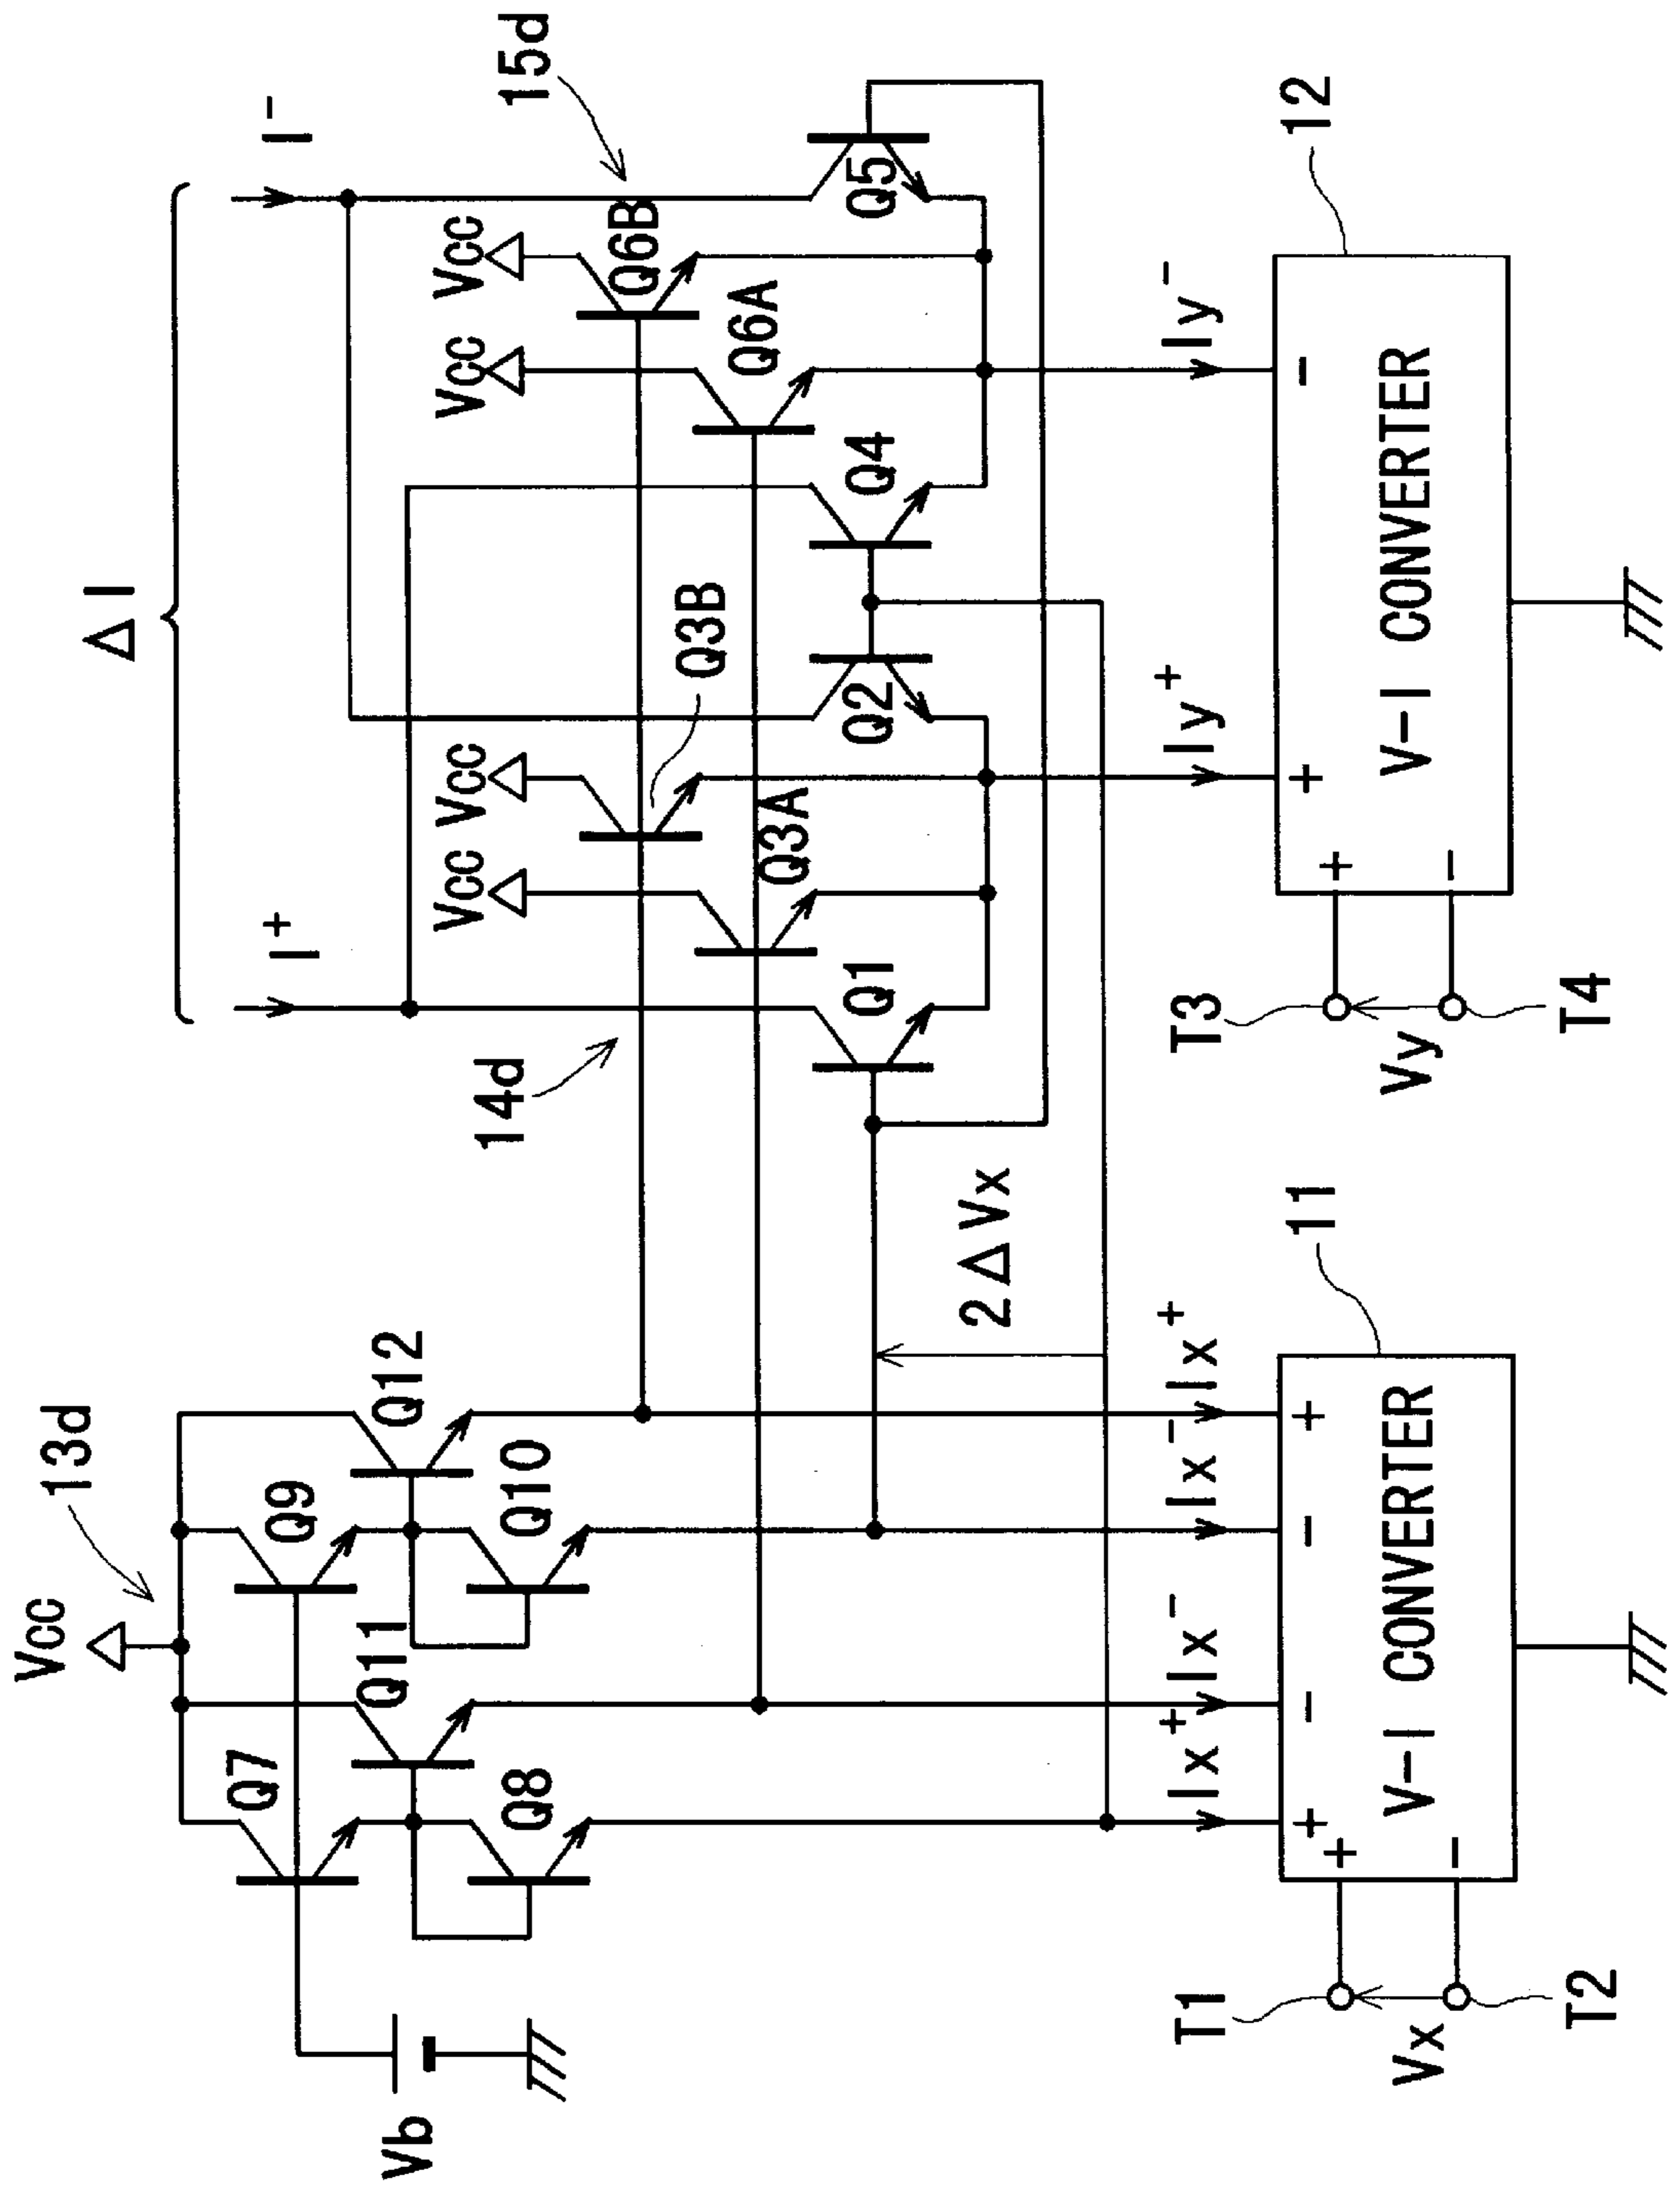 ΔI
I+
I-
15d
14d
13d
Vcc
Vcc
Vcc
Vcc
Vcc
Q7
Q9
Q11
Q12
Q8
Q10
Q3B
Q3A
Q6B
Q6A
Q1
Q2
Q4
Q5
Vb
2ΔVx
Ix+
Ix-
Ix-
Ix+
Iy+
Iy-
+
-
-
+
+
-
11
12
T1
+
Vx
-
T2
V-I CONVERTER
T3
+
Vy
-
T4
V-I CONVERTER